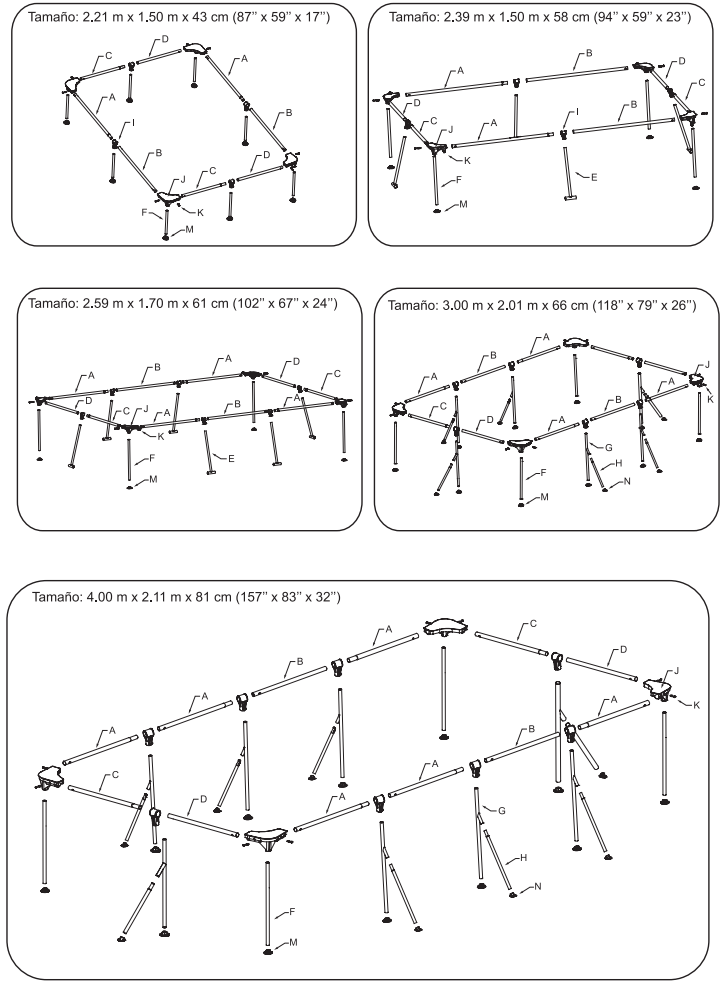 Tamaño: 2.21 m x 1.50 m x 43 cm (87” x 59” x 17”)
D
C
A
A
I
B
B
D
C
J
F
K
M
Tamaño: 2.39 m x 1.50 m x 58 cm (94” x 59” x 23”)
B
A
D
C
D
I
B
C
J
A
K
F
E
M
Tamaño: 2.59 m x 1.70 m x 61 cm (102” x 67” x 24”)
A
B
A
D
C
D
C
J
A
B
A
K
F
E
M
Tamaño: 3.00 m x 2.01 m x 66 cm (118” x 79” x 26”)
A
B
A
J
K
A
B
C
D
A
G
H
F
N
M
Tamaño: 4.00 m x 2.11 m x 81 cm (157” x 83” x 32”)
A
C
B
D
J
A
A
K
A
B
C
A
D
A
G
H
N
F
M